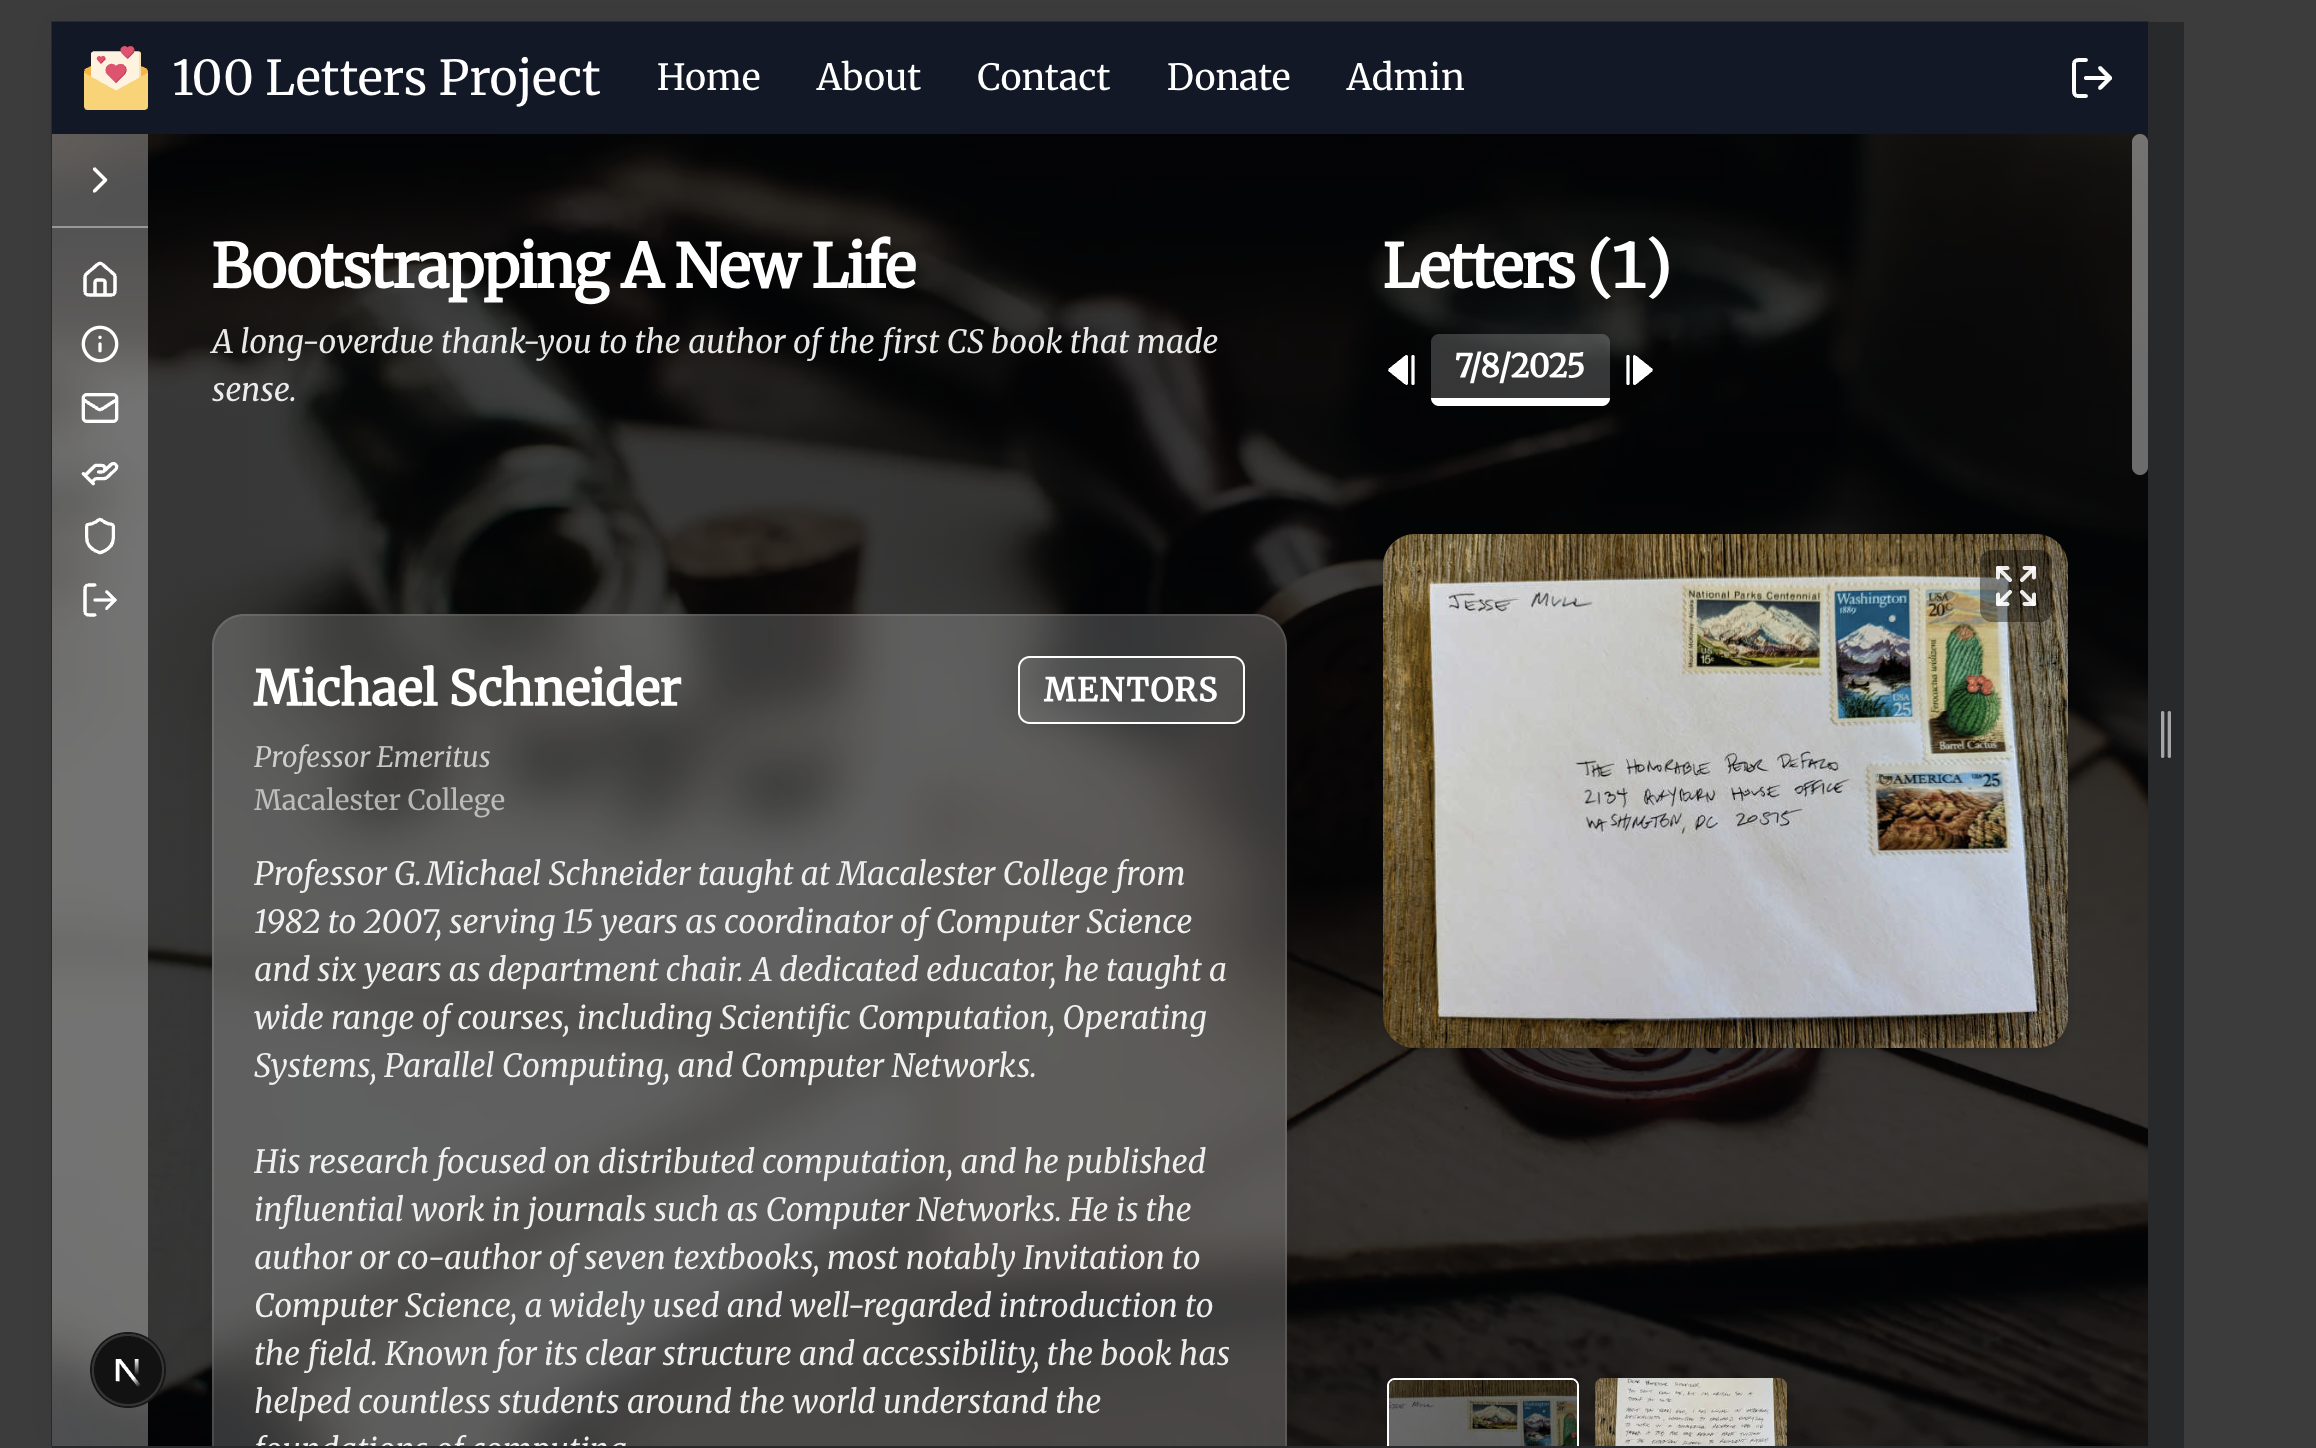 100 Letters Project
Home
About
Contact
Donate
Admin
Bootstrapping A New Life
A long-overdue thank-you to the author of the first CS book that made
sense.
Michael Schneider
MENTORS
Professor Emeritus
Macalester College
Professor G. Michael Schneider taught at Macalester College from
1982 to 2007, serving 15 years as coordinator of Computer Science
and six years as department chair. A dedicated educator, he taught a
wide range of courses, including Scientific Computation, Operating
Systems, Parallel Computing, and Computer Networks.
His research focused on distributed computation, and he published
influential work in journals such as Computer Networks. He is the
author or co-author of seven textbooks, most notably Invitation to
Computer Science, a widely used and well-regarded introduction to
the field. Known for its clear structure and accessibility, the book has
helped countless students around the world understand the
foundations of computing.
Letters (1)
7/8/2025
JESSE MULL
National Parks Centennial
US 15c
Washington
1889
USA
25
USA
20c
Barrel Cactus
THE HONORABLE PETER DEFAZIO
2134 RAYBURN HOUSE OFFICE
WASHINGTON, DC 20515
AMERICA
25
N